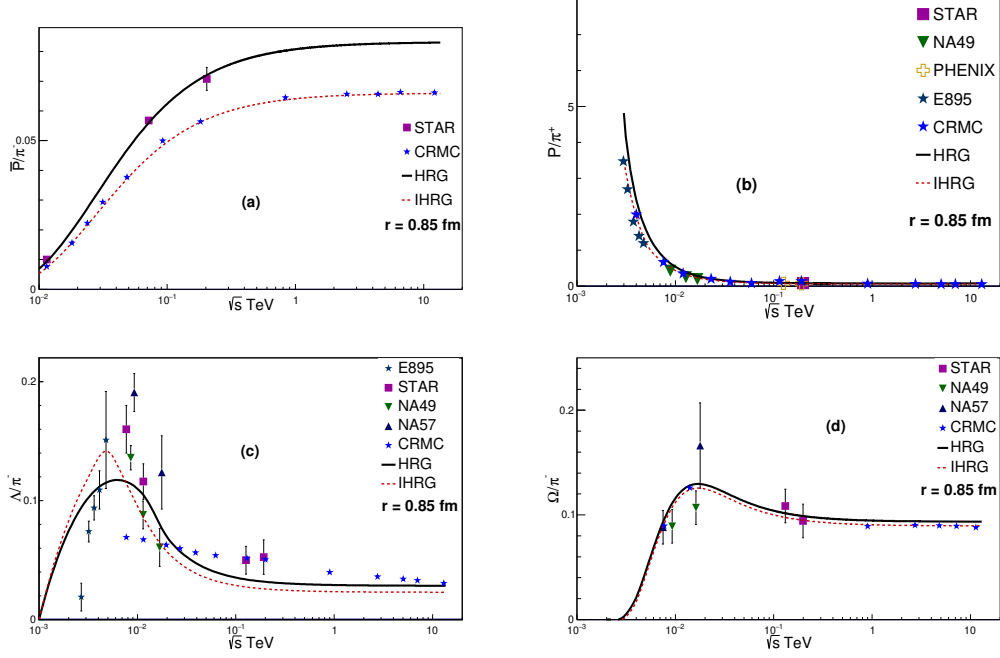 P̅/π⁻
0.05
0
10⁻²
10⁻¹
1
10
√s TeV
(a)
STAR
CRMC
HRG
IHRG
r = 0.85 fm
P/π⁺
5
0
10⁻³
10⁻²
10⁻¹
1
10
√s TeV
(b)
STAR
NA49
PHENIX
E895
CRMC
HRG
IHRG
r = 0.85 fm
Λ/π⁻
0.2
0.1
0
10⁻³
10⁻²
10⁻¹
1
10
√s TeV
(c)
E895
STAR
NA49
NA57
CRMC
HRG
IHRG
r = 0.85 fm
Ω/π⁻
0.2
0.1
0
10⁻³
10⁻²
10⁻¹
1
10
√s TeV
(d)
STAR
NA49
NA57
CRMC
HRG
IHRG
r = 0.85 fm